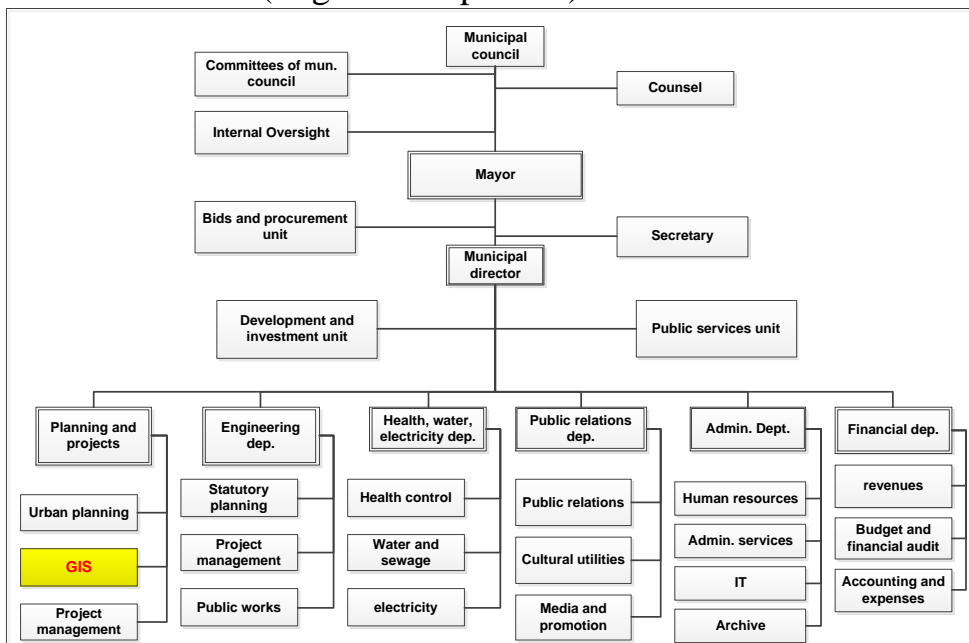 Municipal
council
Committees of mun.
council
Counsel
Internal Oversight
Mayor
Bids and procurement
unit
Secretary
Municipal
director
Development and
investment unit
Public services unit
Planning and
projects
Urban planning
GIS
Project
management
Engineering
dep.
Statutory
planning
Project
management
Public works
Health, water,
electricity dep.
Health control
Water and
sewage
electricity
Public relations
dep.
Public relations
Cultural utilities
Media and
promotion
Admin. Dept.
Human resources
Admin. services
IT
Archive
Financial dep.
revenues
Budget and
financial audit
Accounting and
expenses